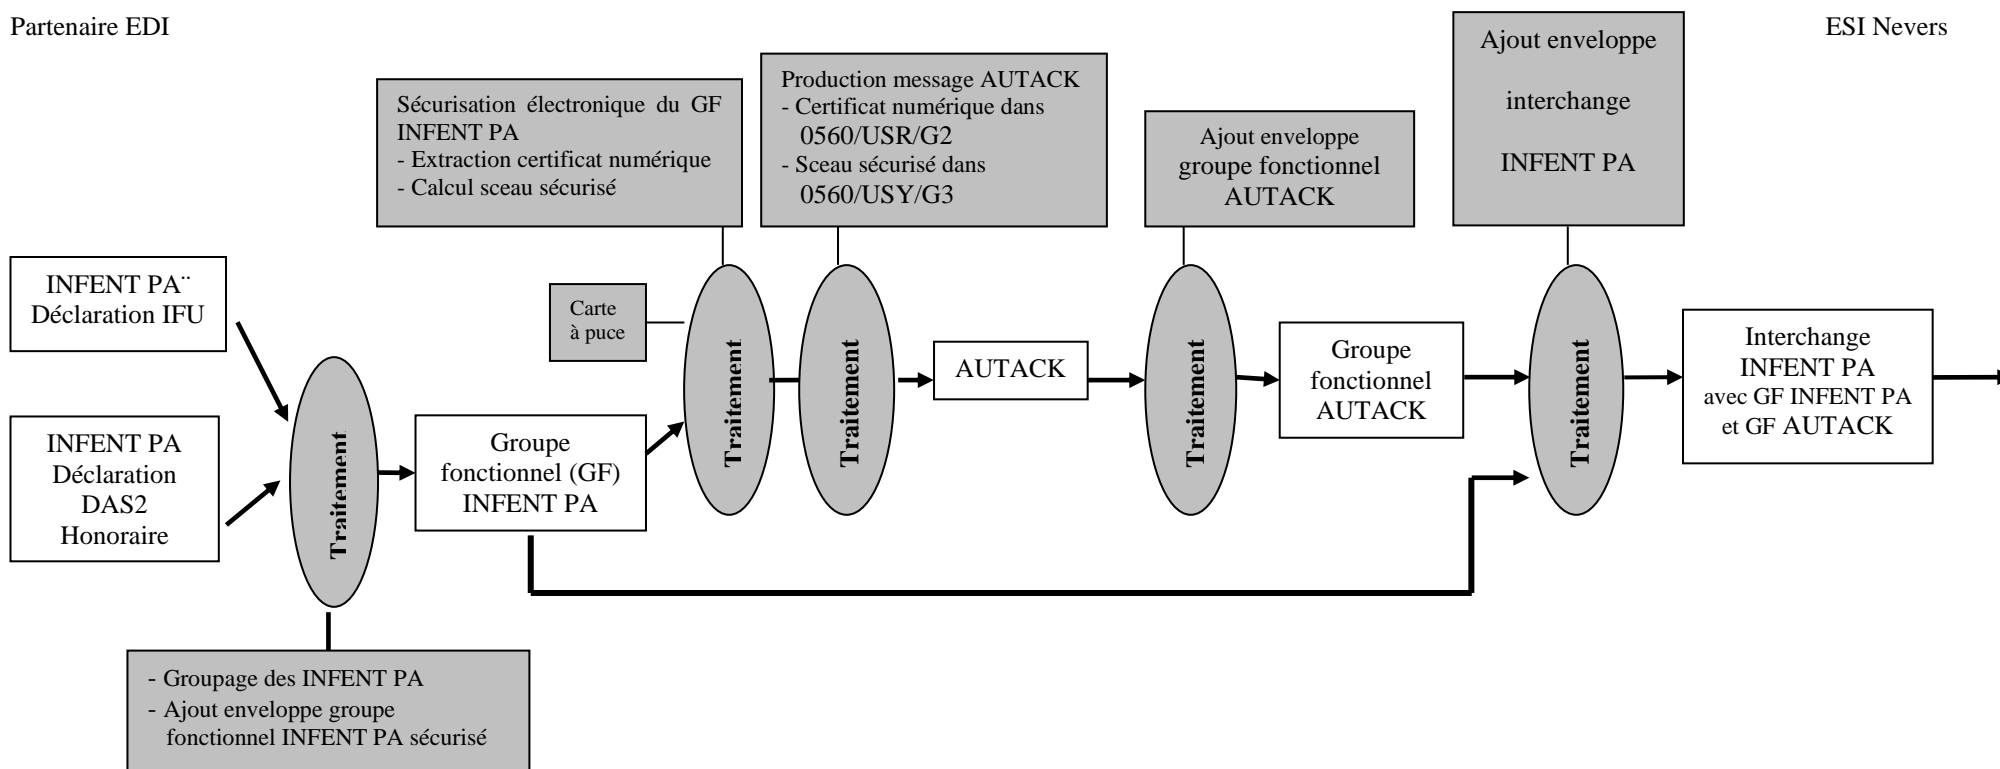 Partenaire EDI
ESI Nevers
Sécurisation électronique du GF
INFENT PA
- Extraction certificat numérique
- Calcul sceau sécurisé
Production message AUTACK
- Certificat numérique dans
0560/USR/G2
- Sceau sécurisé dans
0560/USY/G3
Ajout enveloppe
groupe fonctionnel
AUTACK
Ajout enveloppe
interchange
INFENT PA
INFENT PA¨
Déclaration IFU
INFENT PA
Déclaration
DAS2
Honoraire
Traitement
Groupe
fonctionnel (GF)
INFENT PA
Carte
à puce
Traitement
Traitement
AUTACK
Traitement
Groupe
fonctionnel
AUTACK
Traitement
Interchange
INFENT PA
avec GF INFENT PA
et GF AUTACK
- Groupage des INFENT PA
- Ajout enveloppe groupe
fonctionnel INFENT PA sécurisé